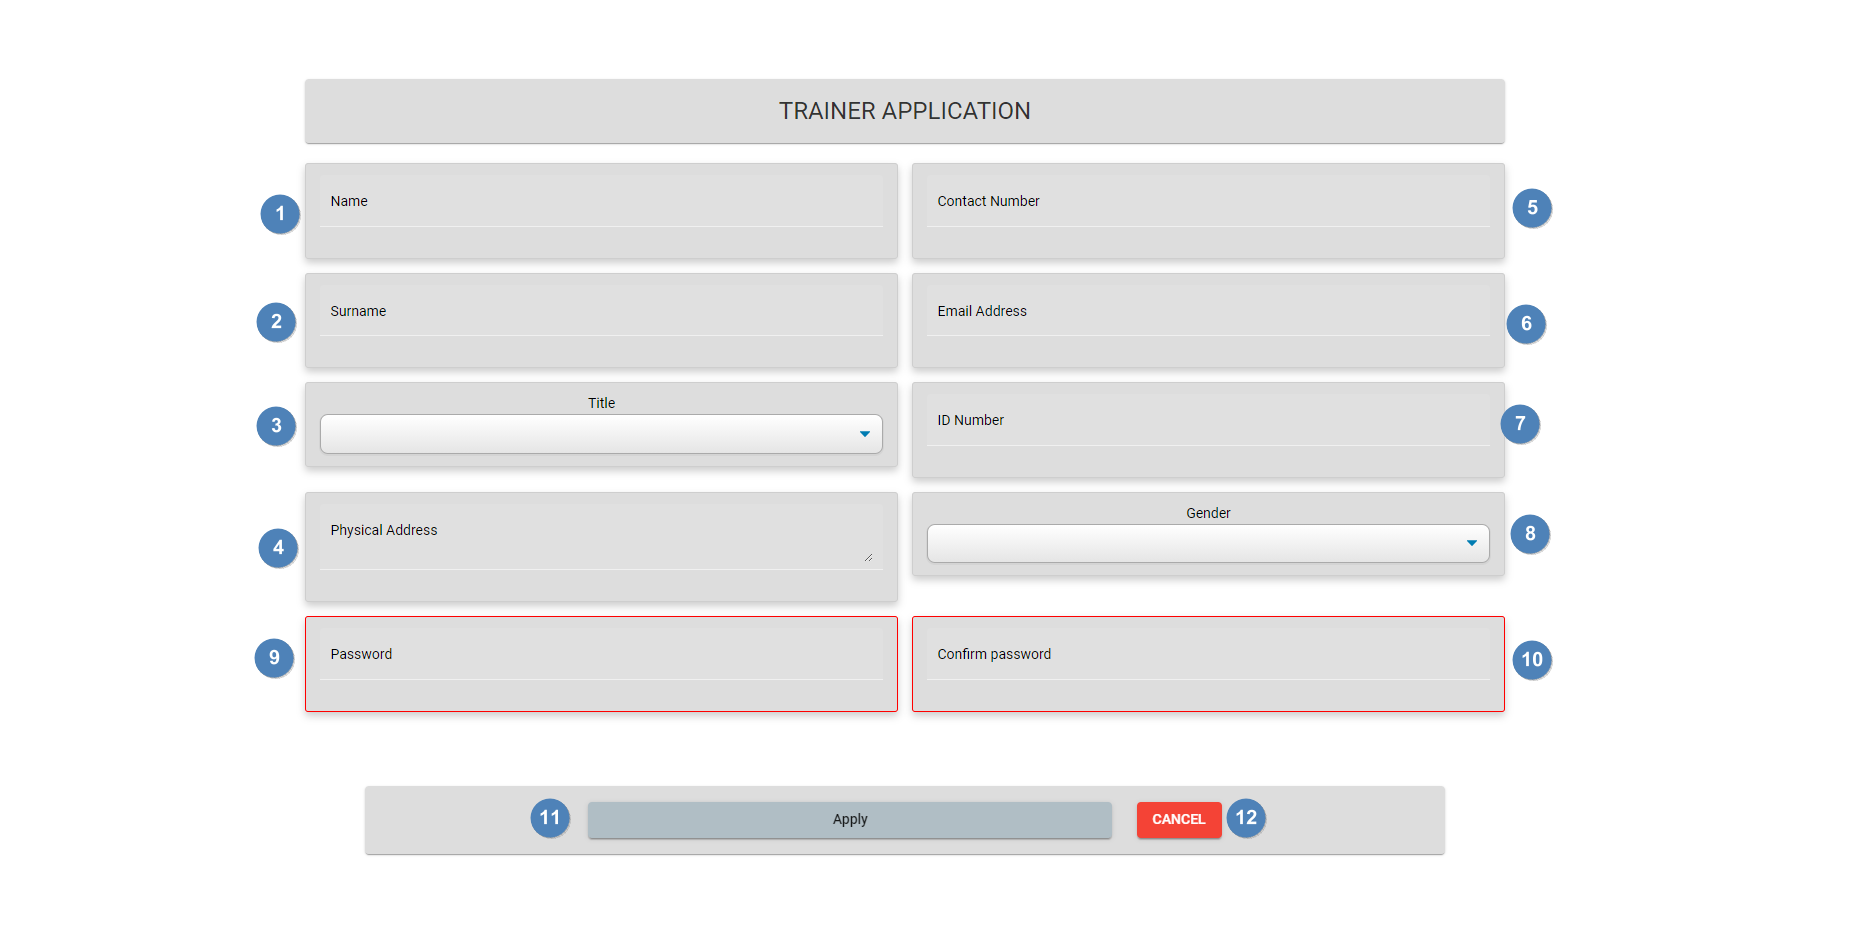 TRAINER APPLICATION
1 Name Contact Number 5
2 Surname Email Address 6
3 Title ID Number 7
4 Physical Address Gender 8
9 Password Confirm password 10
11 Apply CANCEL 12